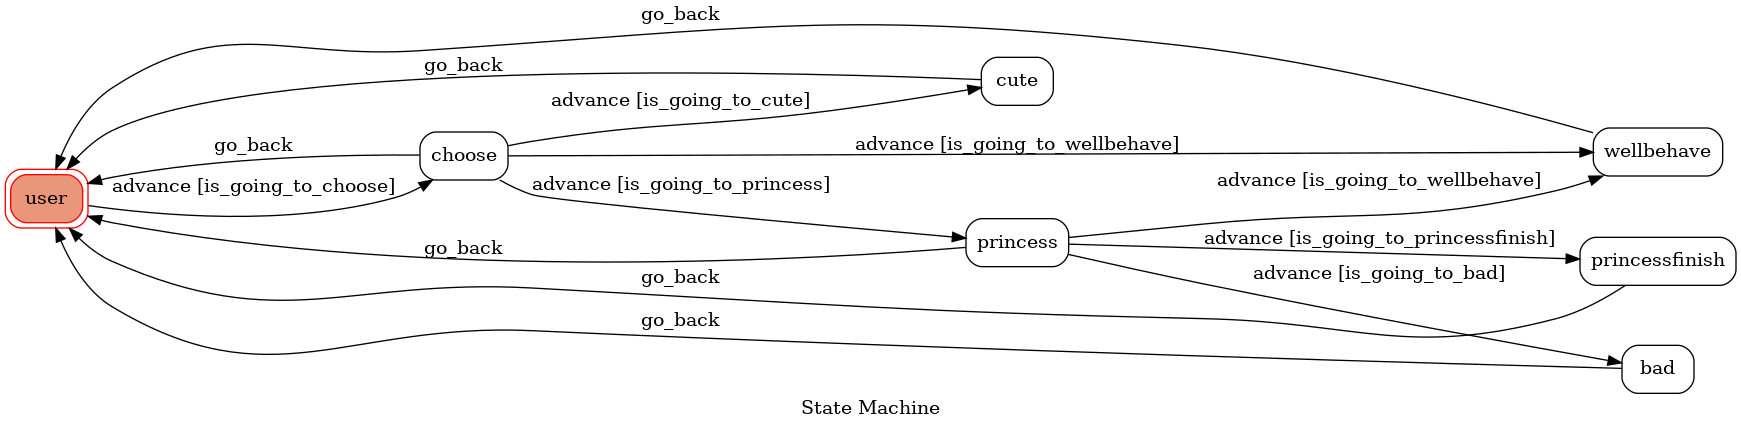 go_back
go_back
cute
advance [is_going_to_cute]
go_back
choose
advance [is_going_to_wellbehave]
wellbehave
user
advance [is_going_to_choose]
advance [is_going_to_princess]
advance [is_going_to_wellbehave]
go_back
princess
advance [is_going_to_princessfinish]
princessfinish
go_back
advance [is_going_to_bad]
go_back
bad
State Machine